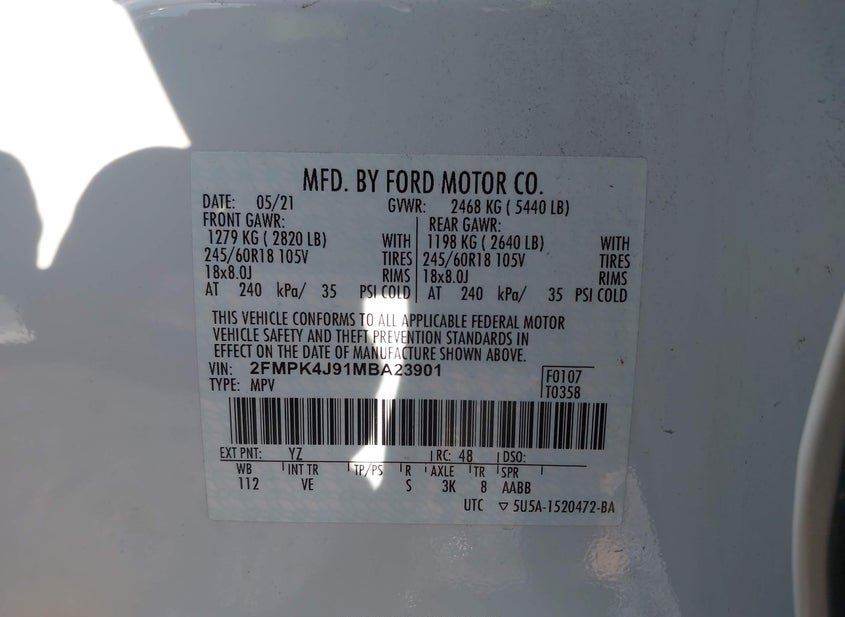 MFD. BY FORD MOTOR CO.
DATE: 05/21 GVWR: 2468 KG ( 5440 LB)
FRONT GAWR: REAR GAWR:
1279 KG ( 2820 LB) WITH 1198 KG ( 2640 LB) WITH
245/60R18 105V TIRES 245/60R18 105V TIRES
18x8.0J RIMS 18x8.0J RIMS
AT 240 kPa/ 35 PSI COLD AT 240 kPa/ 35 PSI COLD
THIS VEHICLE CONFORMS TO ALL APPLICABLE FEDERAL MOTOR
VEHICLE SAFETY AND THEFT PREVENTION STANDARDS IN
EFFECT ON THE DATE OF MANUFACTURE SHOWN ABOVE.
VIN: 2FMPK4J91MBA23901 F0107
TYPE: MPV T0358
EXT PNT: YZ RC: 48 DSO:
WB INT TR TP/PS R AXLE TR SPR
112 VE S 3K 8 AABB
UTC ▽ 5U5A-1520472-BA